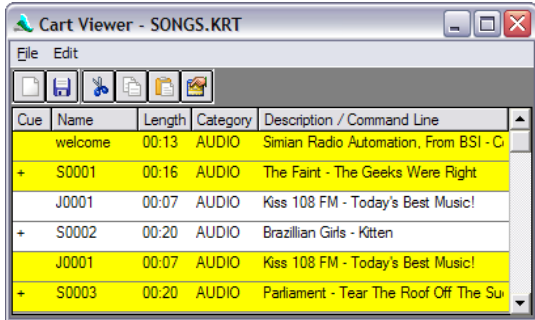 Cart Viewer - SONGS.KRT
File Edit
Cue Name Length Category Description / Command Line
welcome 00:13 AUDIO Simian Radio Automation, From BSI -
+ S0001 00:16 AUDIO The Faint - The Geeks Were Right
J0001 00:07 AUDIO Kiss 108 FM - Today's Best Music!
+ S0002 00:20 AUDIO Brazillian Girls - Kitten
J0001 00:07 AUDIO Kiss 108 FM - Today's Best Music!
+ S0003 00:20 AUDIO Parliament - Tear The Roof Off The